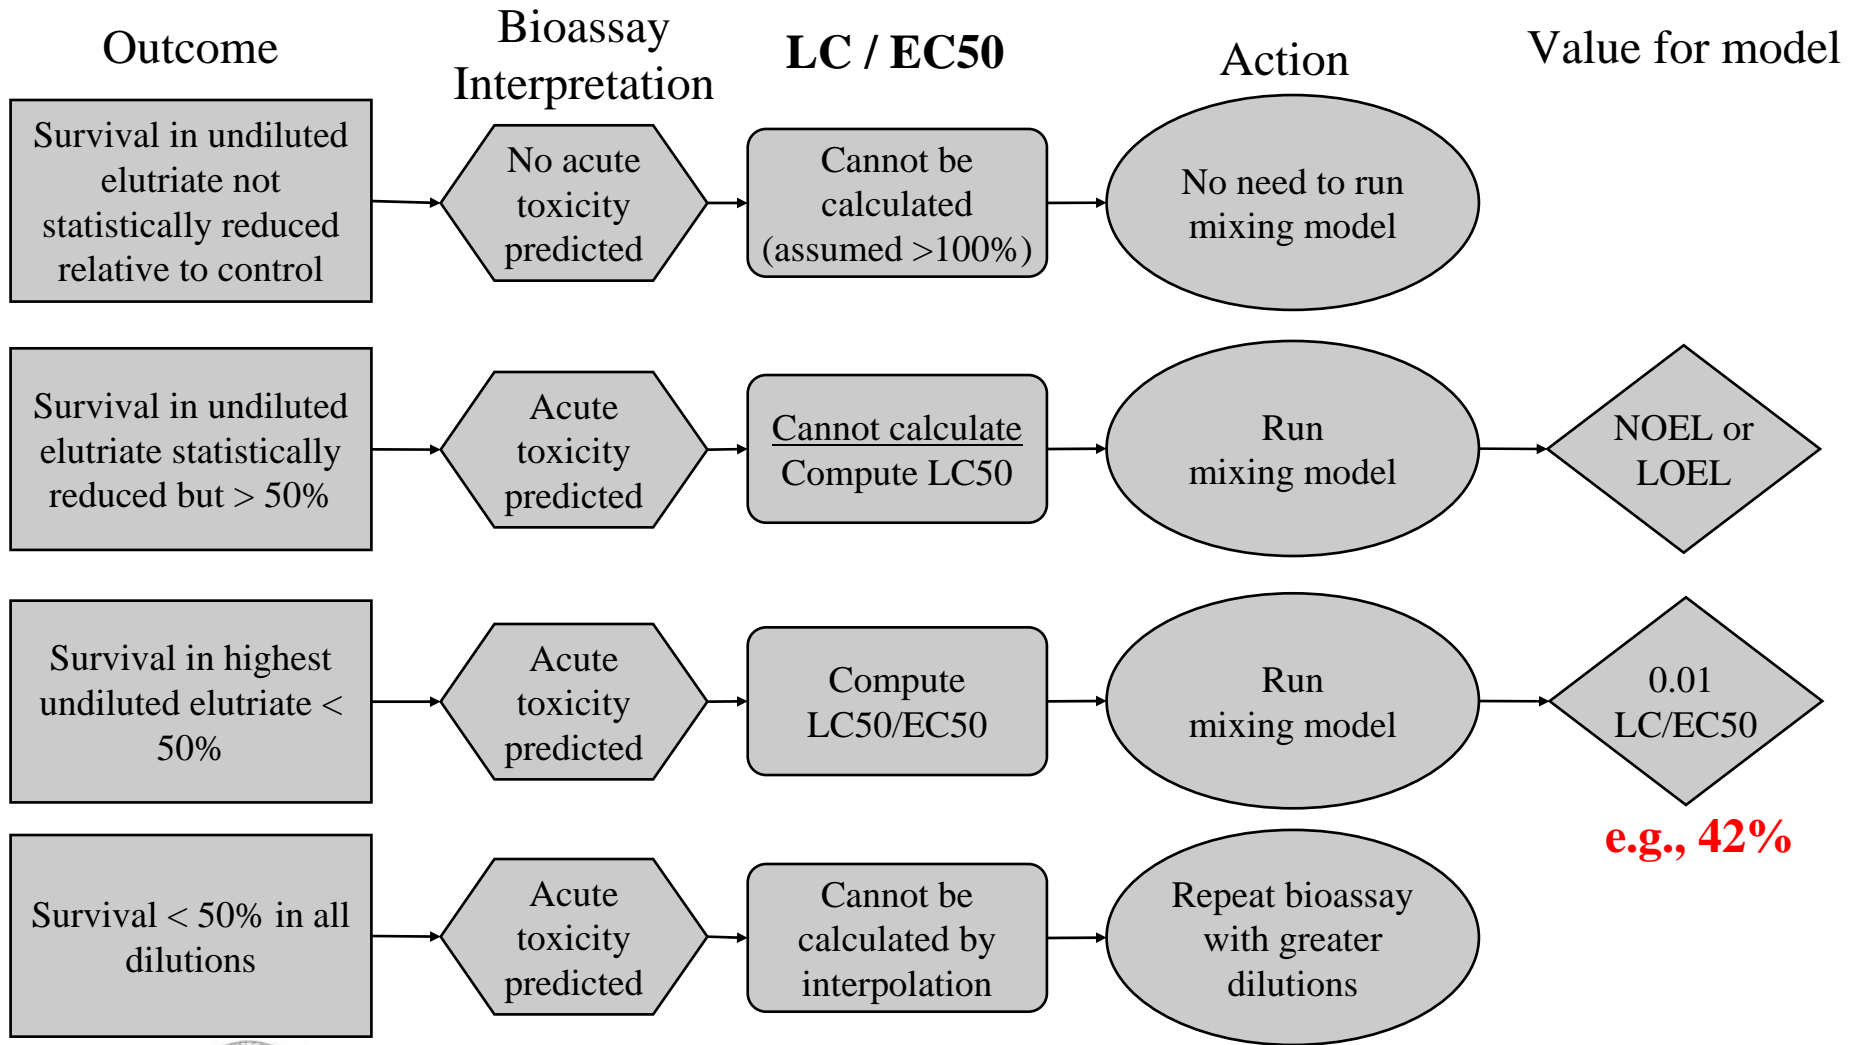 Outcome
Bioassay
Interpretation
LC / EC50
Action
Value for model
Survival in undiluted
elutriate not
statistically reduced
relative to control
No acute
toxicity
predicted
Cannot be
calculated
(assumed >100%)
No need to run
mixing model
Survival in undiluted
elutriate statistically
reduced but > 50%
Acute
toxicity
predicted
Cannot calculate
Compute LC50
Run
mixing model
NOEL or
LOEL
Survival in highest
undiluted elutriate <
50%
Acute
toxicity
predicted
Compute
LC50/EC50
Run
mixing model
0.01
LC/EC50
e.g., 42%
Survival < 50% in all
dilutions
Acute
toxicity
predicted
Cannot be
calculated by
interpolation
Repeat bioassay
with greater
dilutions